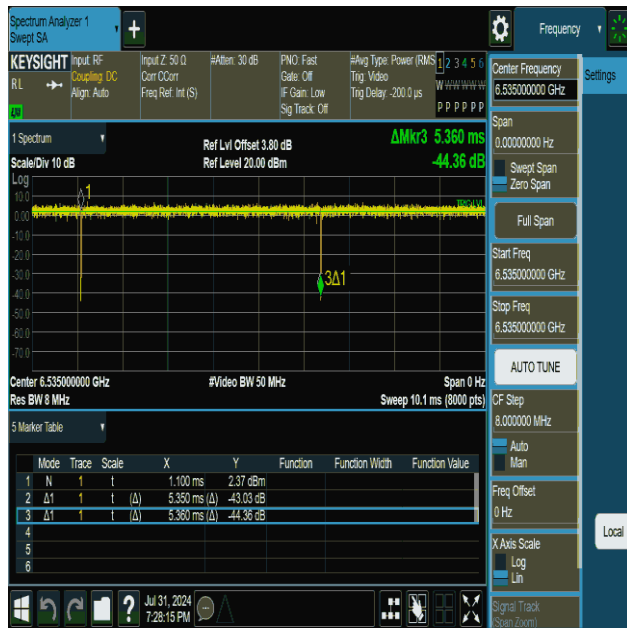 Spectrum Analyzer 1
Swept SA
Frequency
KEYSIGHT
RL
Input: RF
Coupling: DC
Align: Auto
Input Z: 50 Ω
Corr CCorr
Freq Ref: Int (S)
#Atten: 30 dB
PNO: Fast
Gate: Off
IF Gain: Low
Sig Track: Off
#Avg Type: Power (RMS
Trig: Video
Trig Delay: -200.0 µs
1 2 3 4 5 6
W W W W W W
P P P P P P
1 Spectrum
Scale/Div 10 dB
Ref Lvl Offset 3.80 dB
Ref Level 20.00 dBm
ΔMkr3 5.360 ms
-44.36 dB
Log
10.0
0.00
-10.0
-20.0
-30.0
-40.0
-50.0
-60.0
-70.0
1
3Δ1
TRIG LVL
Center 6.535000000 GHz
Res BW 8 MHz
#Video BW 50 MHz
Span 0 Hz
Sweep 10.1 ms (8000 pts)
5 Marker Table
Mode Trace Scale X Y Function Function Width Function Value
1 N 1 t 1.100 ms 2.37 dBm
2 Δ1 1 t (Δ) 5.350 ms (Δ) -43.03 dB
3 Δ1 1 t (Δ) 5.360 ms (Δ) -44.36 dB
4
5
6
Jul 31, 2024
7:28:15 PM
Center Frequency
6.535000000 GHz
Settings
Span
0.00000000 Hz
Swept Span
Zero Span
Full Span
Start Freq
6.535000000 GHz
Stop Freq
6.535000000 GHz
AUTO TUNE
CF Step
8.000000 MHz
Auto
Man
Freq Offset
0 Hz
X Axis Scale
Log
Lin
Local
Signal Track
(Span Zoom)